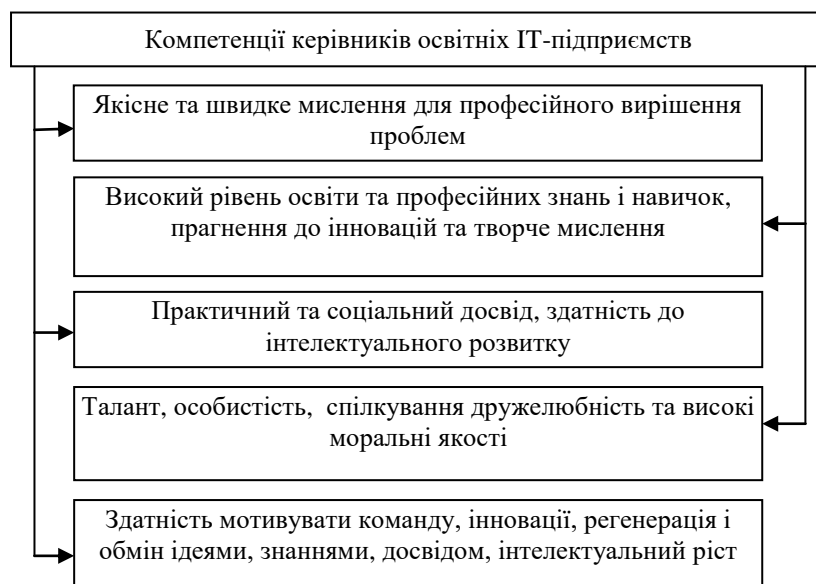 Компетенції керівників освітніх ІТ-підприємств
Якісне та швидке мислення для професійного вирішення
проблем
Високий рівень освіти та професійних знань і навичок,
прагнення до інновацій та творче мислення
Практичний та соціальний досвід, здатність до
інтелектуального розвитку
Талант, особистість, спілкування дружелюбність та високі
моральні якості
Здатність мотивувати команду, інновації, регенерація і
обмін ідеями, знаннями, досвідом, інтелектуальний ріст